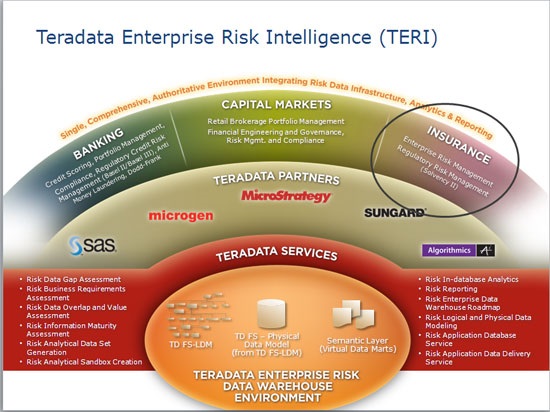 Teradata Enterprise Risk Intelligence (TERI)
Single, Comprehensive, Authoritative Environment Integrating Risk Data Infrastructure, Analytics & Reporting
BANKING
Credit Scoring, Portfolio Management,
Compliance, Regulatory Credit Risk
Management (Basel II/Basel III), Anti
Money Laundering, Dodd-Frank
CAPITAL MARKETS
Retail Brokerage Portfolio Management
Financial Engineering and Governance,
Risk Mgmt. and Compliance
INSURANCE
Enterprise Risk Management
Regulatory Risk Management
(Solvency II)
TERADATA PARTNERS
MicroStrategy
microgen
SUNGARD
sas
Algorithmics
TERADATA SERVICES
• Risk Data Gap Assessment
• Risk Business Requirements
Assessment
• Risk Data Overlap and Value
Assessment
• Risk Information Maturity
Assessment
• Risk Analytical Data Set
Generation
• Risk Analytical Sandbox Creation
• Risk In-database Analytics
• Risk Reporting
• Risk Enterprise Data
Warehouse Roadmap
• Risk Logical and Physical Data
Modeling
• Risk Application Database
Service
• Risk Application Data Delivery
Service
TD FS-LDM
TD FS – Physical
Data Model
(from TD FS-LDM)
Semantic Layer
(Virtual Data Marts)
TERADATA ENTERPRISE RISK
DATA WAREHOUSE
ENVIRONMENT